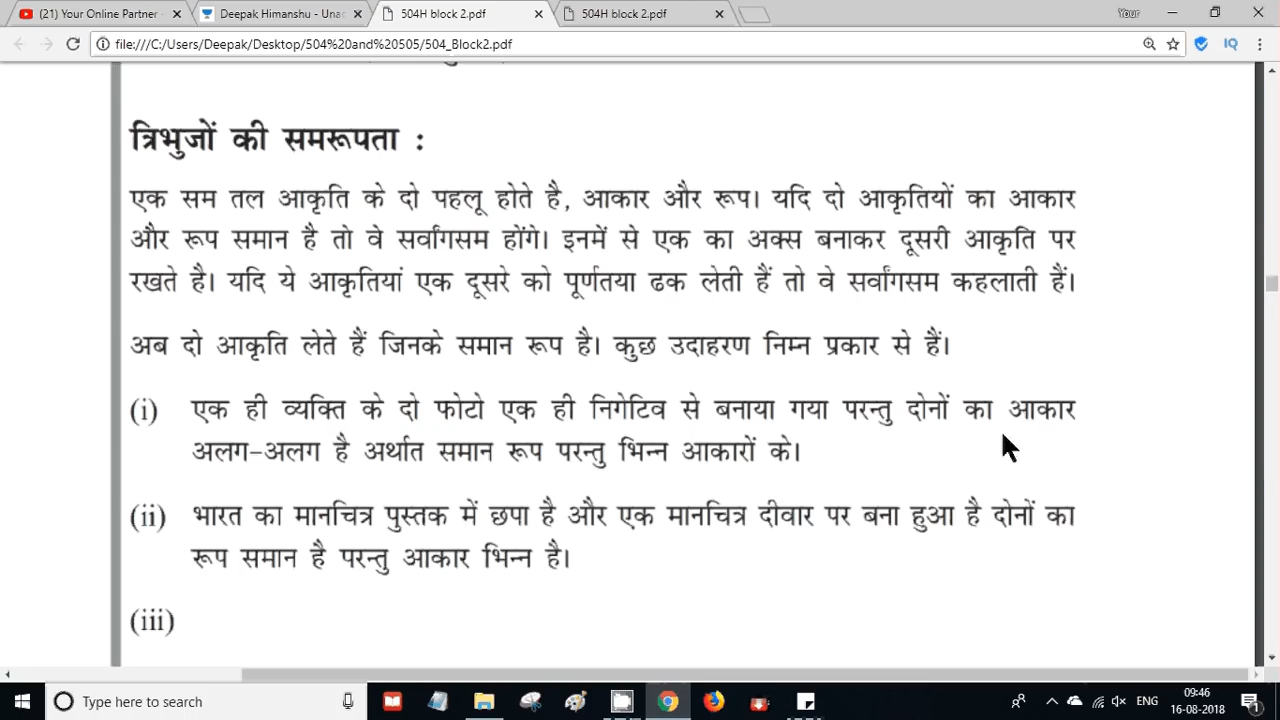 (21) Your Online Partner -
Deepak Himanshu - Unac
504H block 2.pdf
504H block 2.pdf
Your
file:///C:/Users/Deepak/Desktop/504%20and%20505/504_Block2.pdf
त्रिभुजों की समरूपता :
एक सम तल आकृति के दो पहलू होते है, आकार और रूप। यदि दो आकृतियों का आकार
और रूप समान है तो वे सर्वांगसम होंगे। इनमें से एक का अक्स बनाकर दूसरी आकृति पर
रखते है। यदि ये आकृतियां एक दूसरे को पूर्णतया ढक लेती हैं तो वे सर्वांगसम कहलाती हैं।
अब दो आकृति लेते हैं जिनके समान रूप है। कुछ उदाहरण निम्न प्रकार से हैं।
(i) एक ही व्यक्ति के दो फोटो एक ही निगेटिव से बनाया गया परन्तु दोनों का आकार
अलग-अलग है अर्थात समान रूप परन्तु भिन्न आकारों के।
(ii) भारत का मानचित्र पुस्तक में छपा है और एक मानचित्र दीवार पर बना हुआ है दोनों का
रूप समान है परन्तु आकार भिन्न है।
(iii)
Type here to search
ENG
09:46
16-08-2018